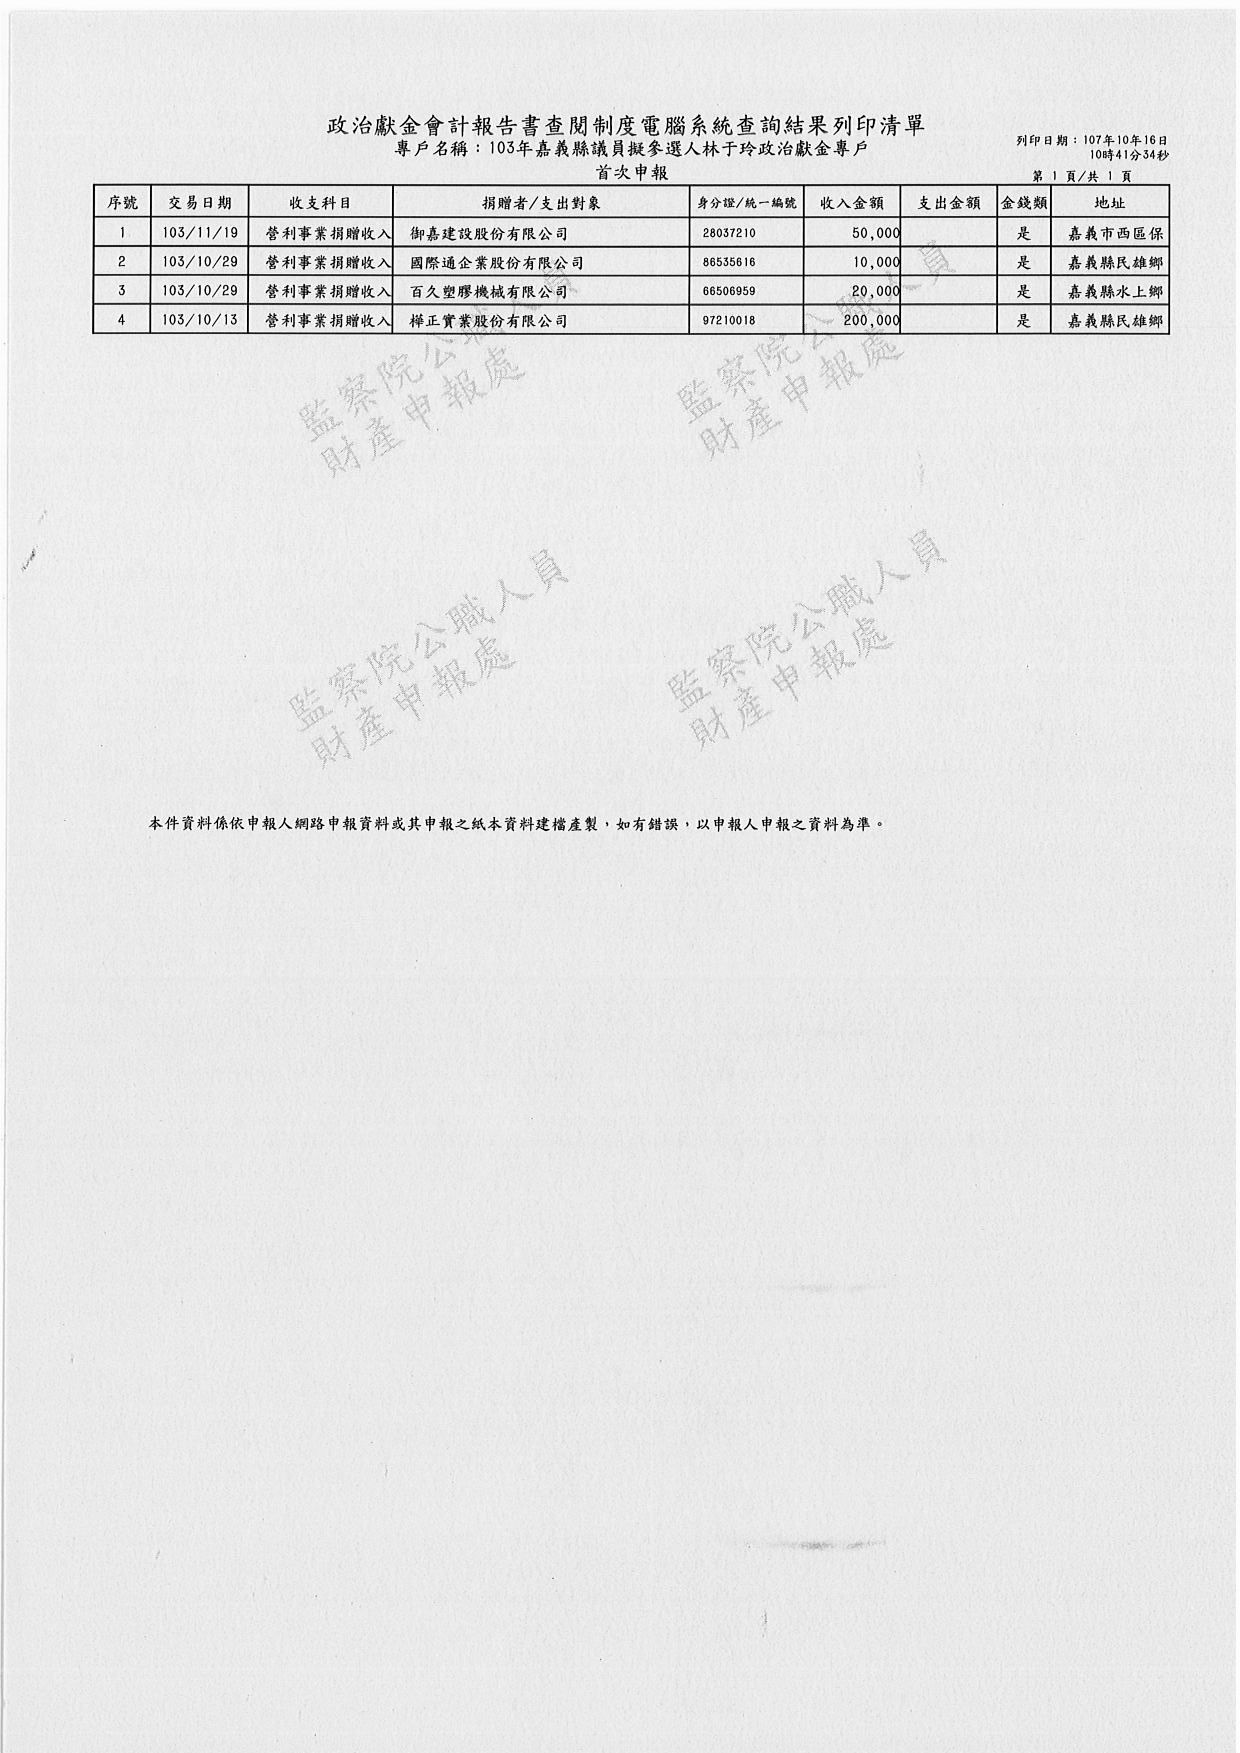 政治獻金會計報告書查閱制度電腦系統查詢結果列印清單
專戶名稱：103年嘉義縣議員擬參選人林于玲政治獻金專戶
列印日期：107年10年16日
10時41分34秒
首次申報
第 1 頁/共 1 頁
序號 交易日期 收支科目 捐贈者/支出對象 身分證/統一編號 收入金額 支出金額 金錢類 地址
1 103/11/19 營利事業捐贈收入 御嘉建設股份有限公司 28037210 50,000 是 嘉義市西區保
2 103/10/29 營利事業捐贈收入 國際通企業股份有限公司 86535616 10,000 是 嘉義縣民雄鄉
3 103/10/29 營利事業捐贈收入 百久塑膠機械有限公司 66506959 20,000 是 嘉義縣水上鄉
4 103/10/13 營利事業捐贈收入 樺正實業股份有限公司 97210018 200,000 是 嘉義縣民雄鄉
監察院公職人員
財產申報處
監察院公職人員
財產申報處
監察院公職人員
財產申報處
監察院公職人員
財產申報處
本件資料係依申報人網路申報資料或其申報之紙本資料建檔產製，如有錯誤，以申報人申報之資料為準。